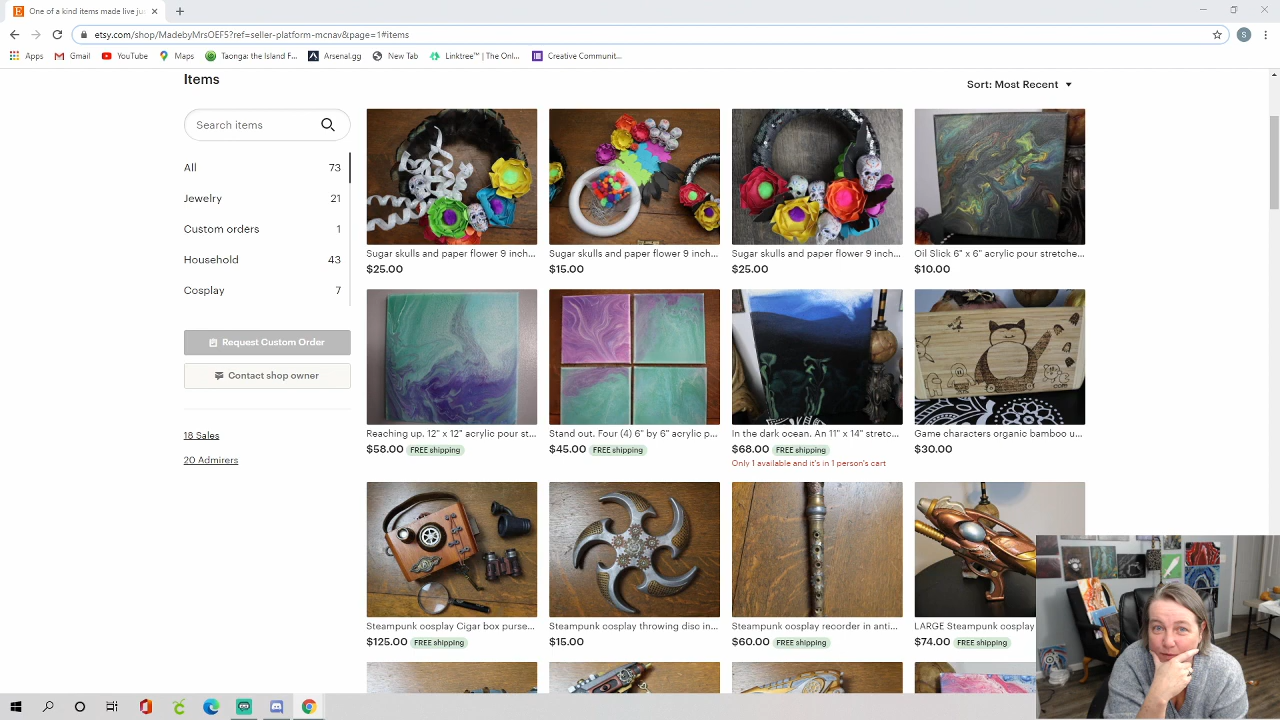 One of a kind items made live ju
etsy.com/shop/MadebyMrsOEFS?ref=seller-platform-mcnav&page=1#items
S
Apps
Gmail
YouTube
Maps
Taonga: the Island F...
Arsenal.gg
New Tab
Linktree™ | The Onl...
Creative Communit...
Items
Sort: Most Recent
Search items
All 73
Jewelry 21
Custom orders 1
Household 43
Cosplay 7
Request Custom Order
Contact shop owner
18 Sales
20 Admirers
Sugar skulls and paper flower 9 inch...
$25.00
Sugar skulls and paper flower 9 inch...
$15.00
Sugar skulls and paper flower 9 inch...
$25.00
Oil Slick 6" x 6" acrylic pour stretche...
$10.00
Reaching up. 12" x 12" acrylic pour st...
$58.00 FREE shipping
Stand out. Four (4) 6" by 6" acrylic p...
$45.00 FREE shipping
In the dark ocean. An 11" x 14" stretc...
$68.00 FREE shipping
Only 1 available and it's in 1 person's cart
Game characters organic bamboo u...
$30.00
Steampunk cosplay Cigar box purse...
$125.00 FREE shipping
Steampunk cosplay throwing disc in...
$15.00
Steampunk cosplay recorder in anti...
$60.00 FREE shipping
LARGE Steampunk cosplay
$74.00 FREE shipping